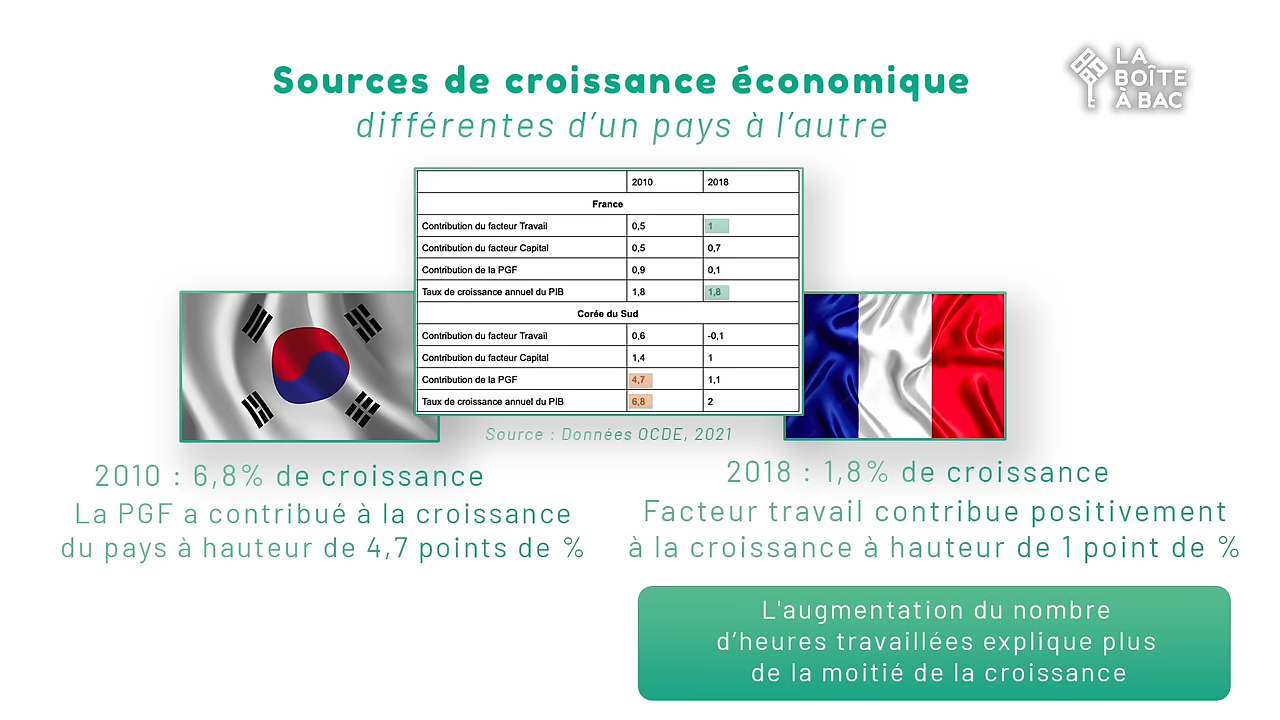 Sources de croissance économique
différentes d'un pays à l'autre
LA
BOÎTE
À BAC
2010 2018
France
Contribution du facteur Travail 0,5 1
Contribution du facteur Capital 0,5 0,7
Contribution de la PGF 0,9 0,1
Taux de croissance annuel du PIB 1,8 1,8
Corée du Sud
Contribution du facteur Travail 0,6 -0,1
Contribution du facteur Capital 1,4 1
Contribution de la PGF 4,7 1,1
Taux de croissance annuel du PIB 6,8 2
Source : Données OCDE, 2021
2010 : 6,8% de croissance
La PGF a contribué à la croissance
du pays à hauteur de 4,7 points de %
2018 : 1,8% de croissance
Facteur travail contribue positivement
à la croissance à hauteur de 1 point de %
L'augmentation du nombre
d’heures travaillées explique plus
de la moitié de la croissance